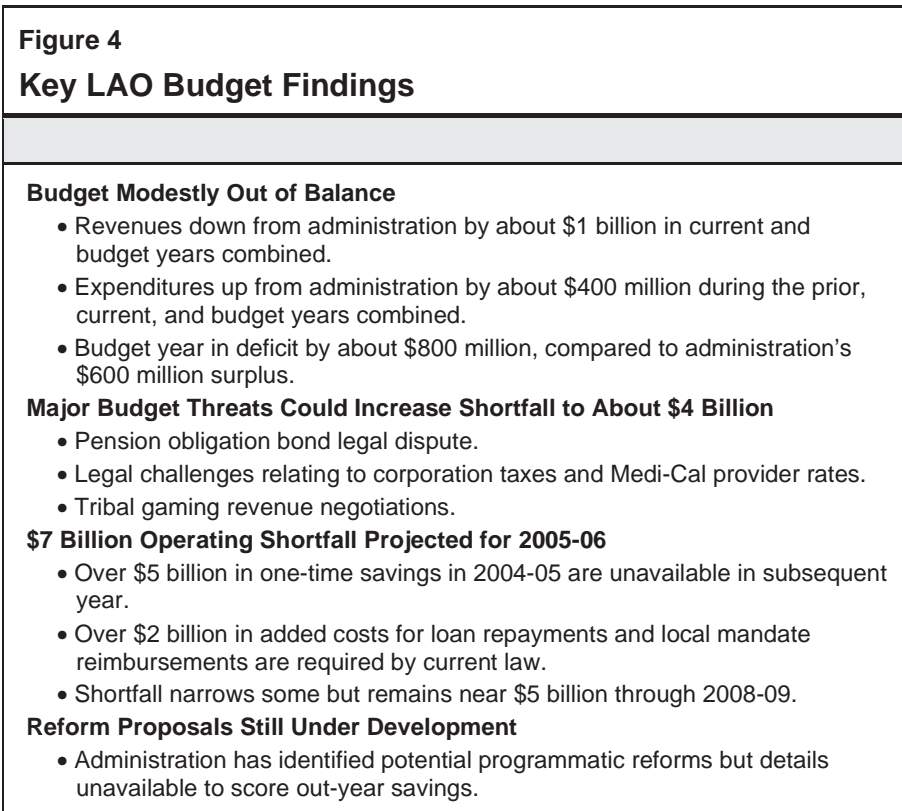 Figure 4
Key LAO Budget Findings
Budget Modestly Out of Balance
• Revenues down from administration by about $1 billion in current and
budget years combined.
• Expenditures up from administration by about $400 million during the prior,
current, and budget years combined.
• Budget year in deficit by about $800 million, compared to administration's
$600 million surplus.
Major Budget Threats Could Increase Shortfall to About $4 Billion
• Pension obligation bond legal dispute.
• Legal challenges relating to corporation taxes and Medi-Cal provider rates.
• Tribal gaming revenue negotiations.
$7 Billion Operating Shortfall Projected for 2005-06
• Over $5 billion in one-time savings in 2004-05 are unavailable in subsequent
year.
• Over $2 billion in added costs for loan repayments and local mandate
reimbursements are required by current law.
• Shortfall narrows some but remains near $5 billion through 2008-09.
Reform Proposals Still Under Development
• Administration has identified potential programmatic reforms but details
unavailable to score out-year savings.